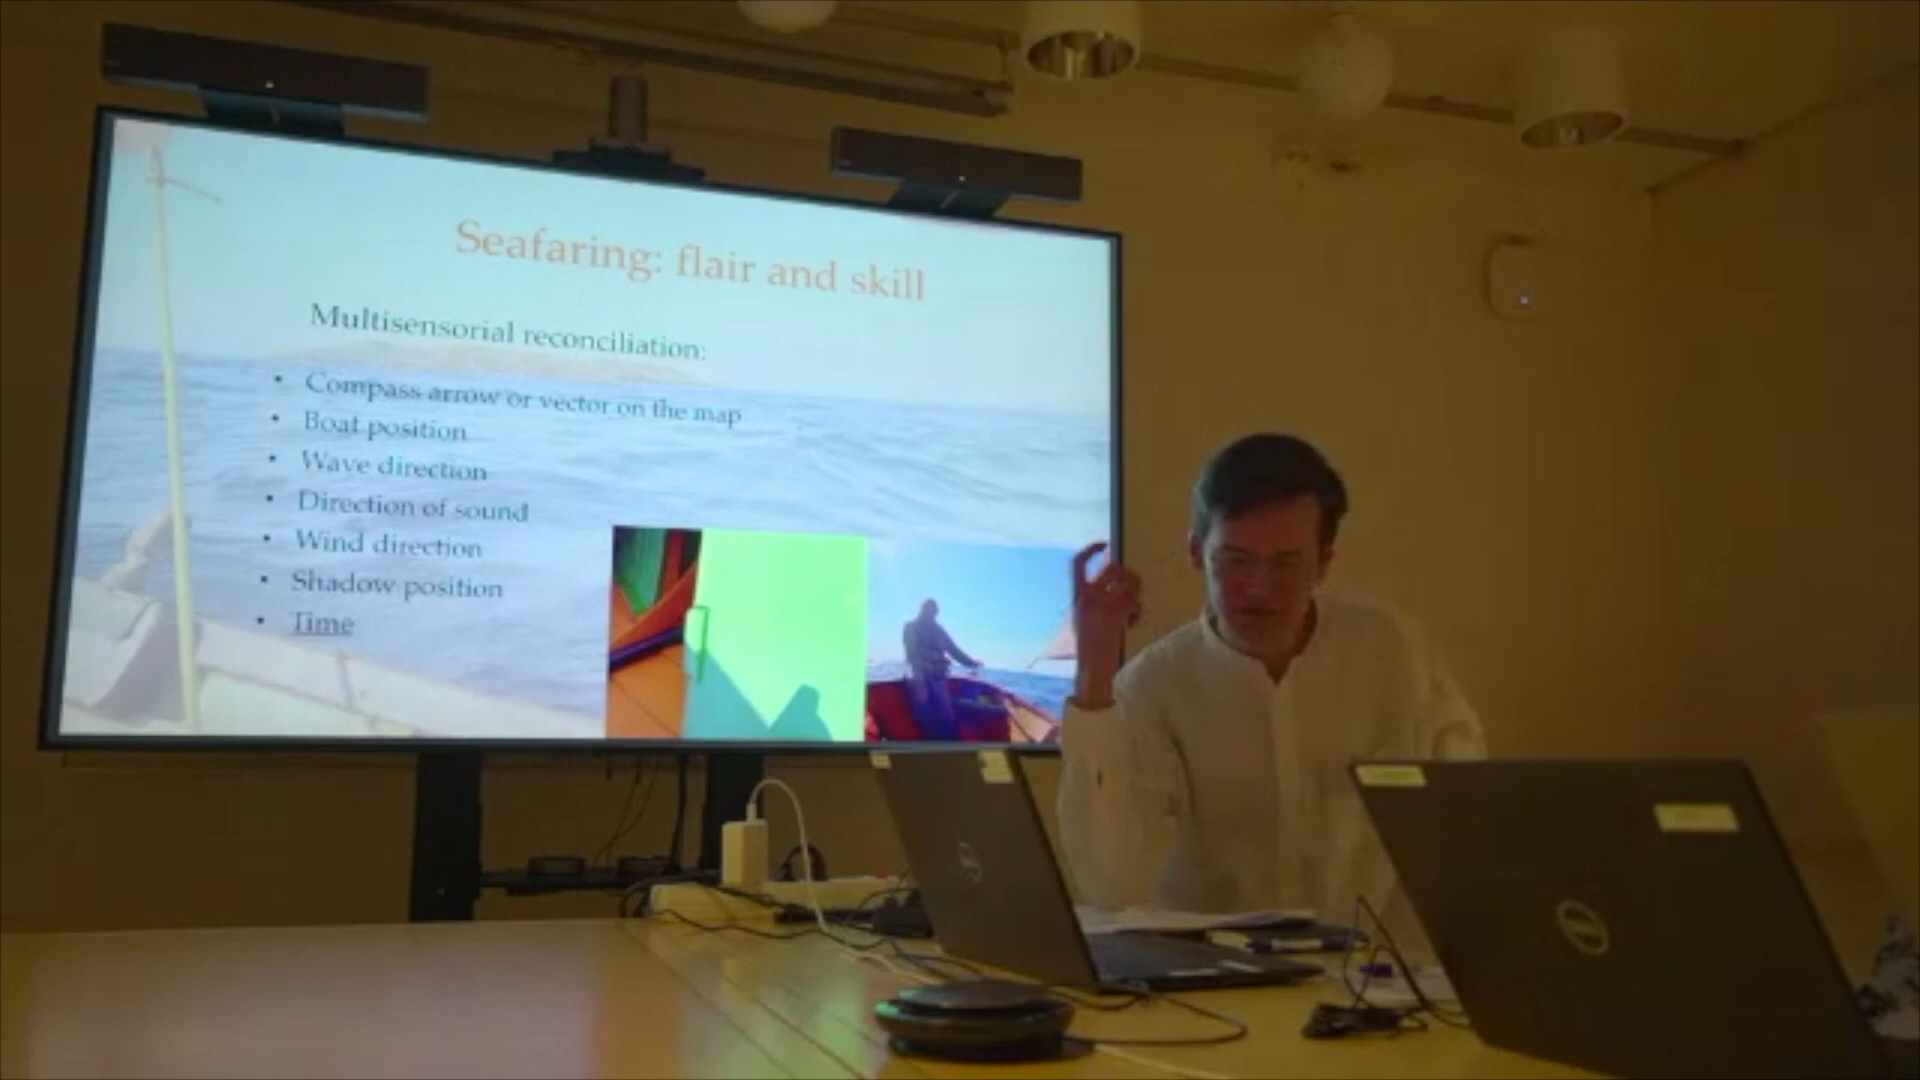 Seafaring: flair and skill
Multisensorial reconciliation:
• Compass arrow or vector on the map
• Boat position
• Wave direction
• Direction of sound
• Wind direction
• Shadow position
• Time
DELL